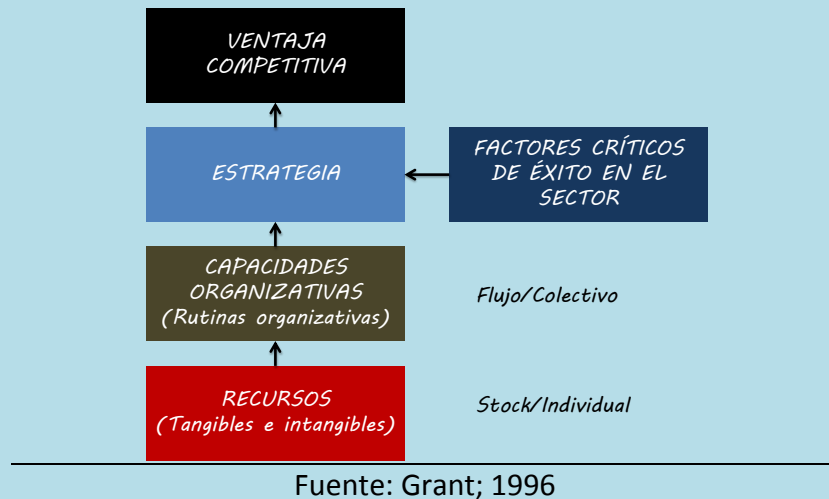 VENTAJA
COMPETITIVA
ESTRATEGIA
FACTORES CRÍTICOS
DE ÉXITO EN EL
SECTOR
CAPACIDADES
ORGANIZATIVAS
(Rutinas organizativas)
Flujo/Colectivo
RECURSOS
(Tangibles e intangibles)
Stock/Individual
Fuente: Grant; 1996